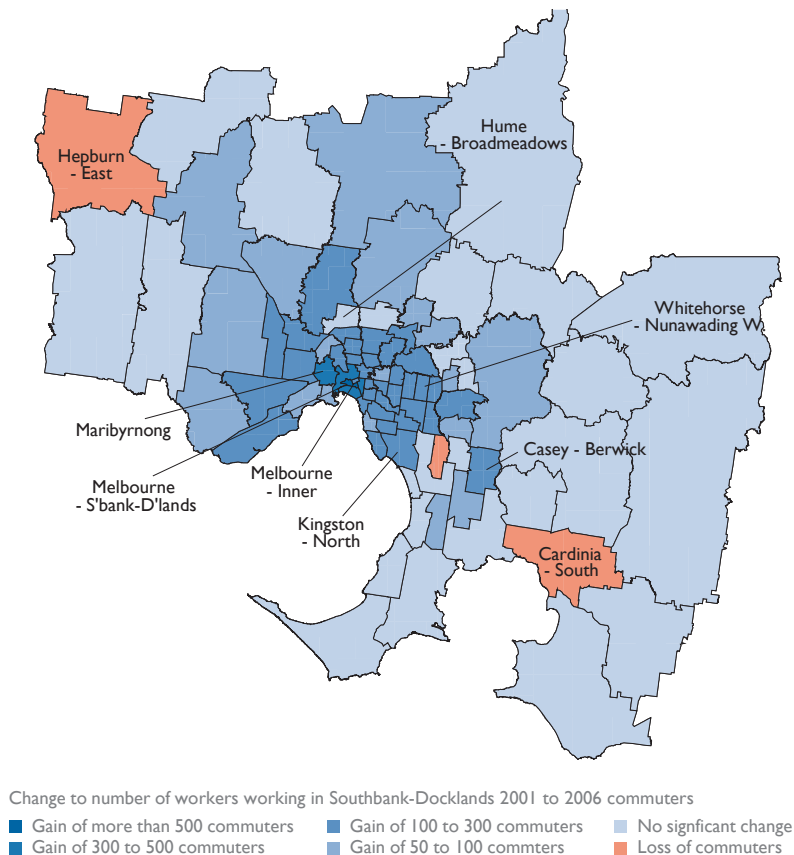 Hume
- Broadmeadows
Hepburn
- East
Whitehorse
- Nunawading W
Maribyrnong
Casey - Berwick
Melbourne
- S'bank-D'lands
Melbourne
- Inner
Kingston
- North
Cardinia
- South
Change to number of workers working in Southbank-Docklands 2001 to 2006 commuters
Gain of more than 500 commuters
Gain of 100 to 300 commuters
No signficant change
Gain of 300 to 500 commuters
Gain of 50 to 100 commters
Loss of commuters